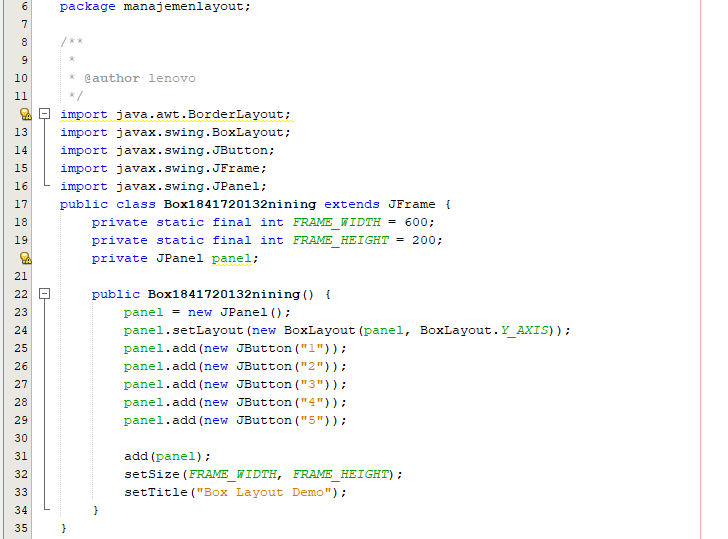 6 package manajemenlayout;
7
8 /**
9 *
10 * @author lenovo
11 */
import java.awt.BorderLayout;
13 import javax.swing.BoxLayout;
14 import javax.swing.JButton;
15 import javax.swing.JFrame;
16 import javax.swing.JPanel;
17 public class Box1841720132nining extends JFrame {
18 private static final int FRAME_WIDTH = 600;
19 private static final int FRAME_HEIGHT = 200;
private JPanel panel;
21
22 public Box1841720132nining() {
23 panel = new JPanel();
24 panel.setLayout(new BoxLayout(panel, BoxLayout.Y_AXIS));
25 panel.add(new JButton("1"));
26 panel.add(new JButton("2"));
27 panel.add(new JButton("3"));
28 panel.add(new JButton("4"));
29 panel.add(new JButton("5"));
30
31 add(panel);
32 setSize(FRAME_WIDTH, FRAME_HEIGHT);
33 setTitle("Box Layout Demo");
34 }
35 }